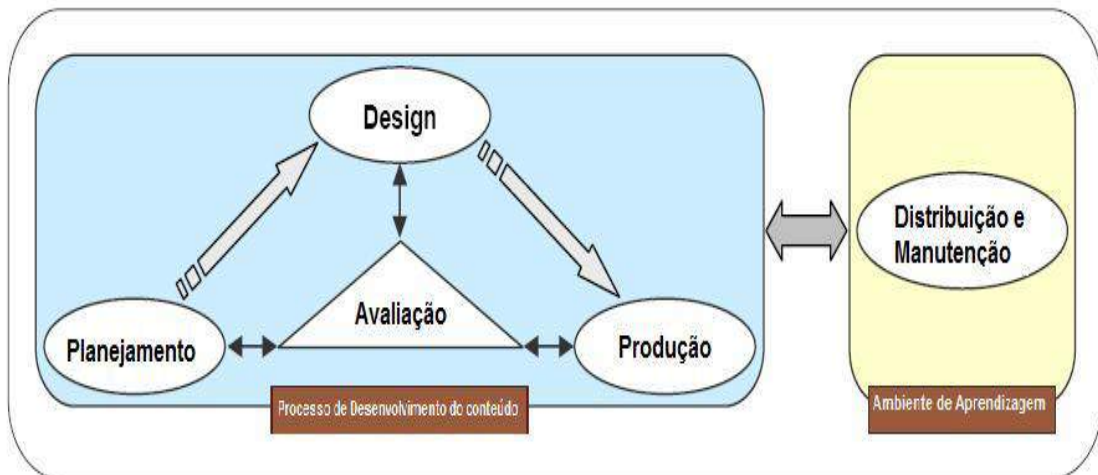 Design
Avaliação
Planejamento
Produção
Processo de Desenvolvimento do conteúdo
Distribuição e
Manutenção
Ambiente de Aprendizagem